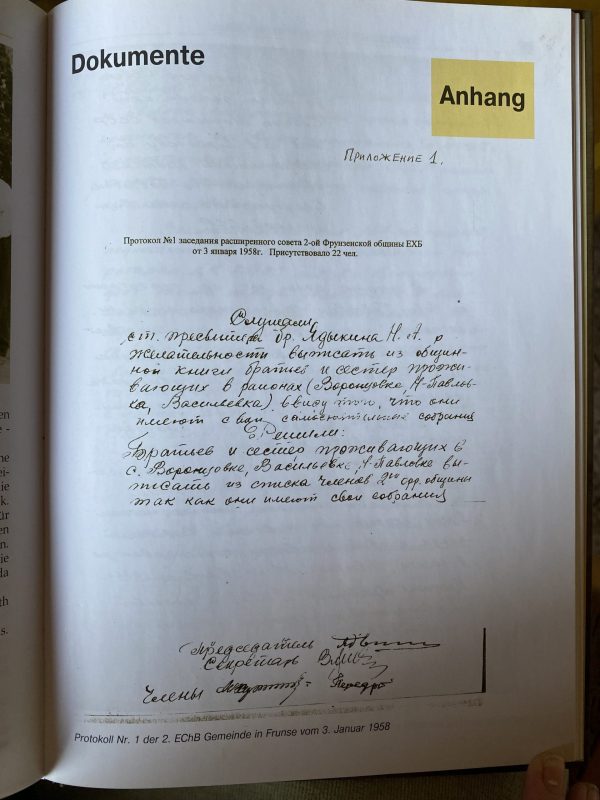 Dokumente
Anhang
Приложение 1.
Протокол №1 заседания расширенного совета 2-ой Фрунзенской общины ЕХБ
от 3 января 1958г. Присутствовало 22 чел.
Слушали,
ст. пресвитера бр. Ядыкина Н. А. о
желательности выписать из общин-
ной книги братьев и сестер прожи-
вающих в районах (Воронцовке, А-Павлов-
ка, Васильевка) ввиду того, что они
имеют свои самостоятельные собрания
Решили:
Братьев и сестер проживающих в
с. Воронцовке, Васильевке, А-Павловке вы-
писать из списка членов 2ой фр. общины
так как они имеют свои собрания
Председатель
Секретарь
Члены
Protokoll Nr. 1 der 2. EChB Gemeinde in Frunse vom 3. Januar 1958